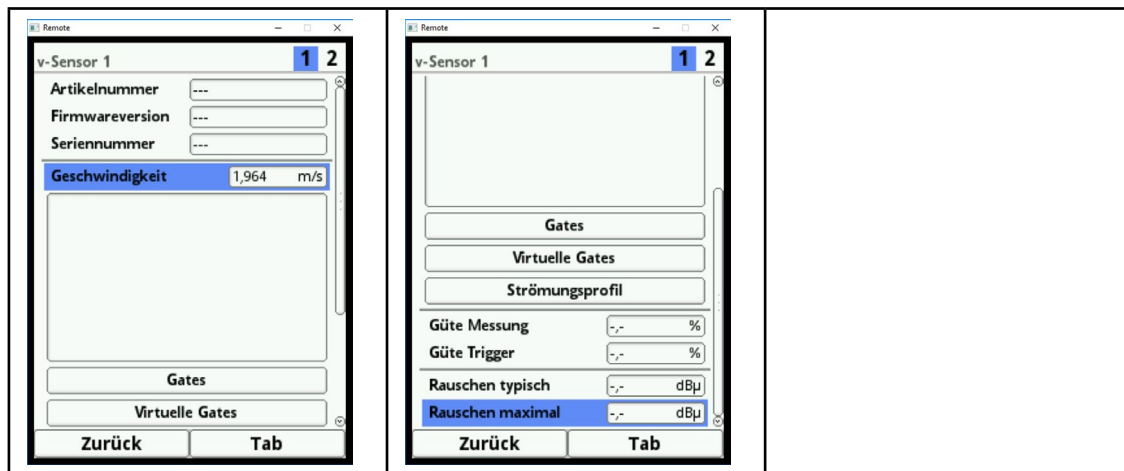 Remote
v-Sensor 1 1 2
Artikelnummer ---
Firmwareversion ---
Seriennummer ---
Geschwindigkeit 1,964 m/s
Gates
Virtuelle Gates
Zurück Tab
Remote
v-Sensor 1 1 2
Gates
Virtuelle Gates
Strömungsprofil
Güte Messung -,- %
Güte Trigger -,- %
Rauschen typisch -,- dBµ
Rauschen maximal -,- dBµ
Zurück Tab